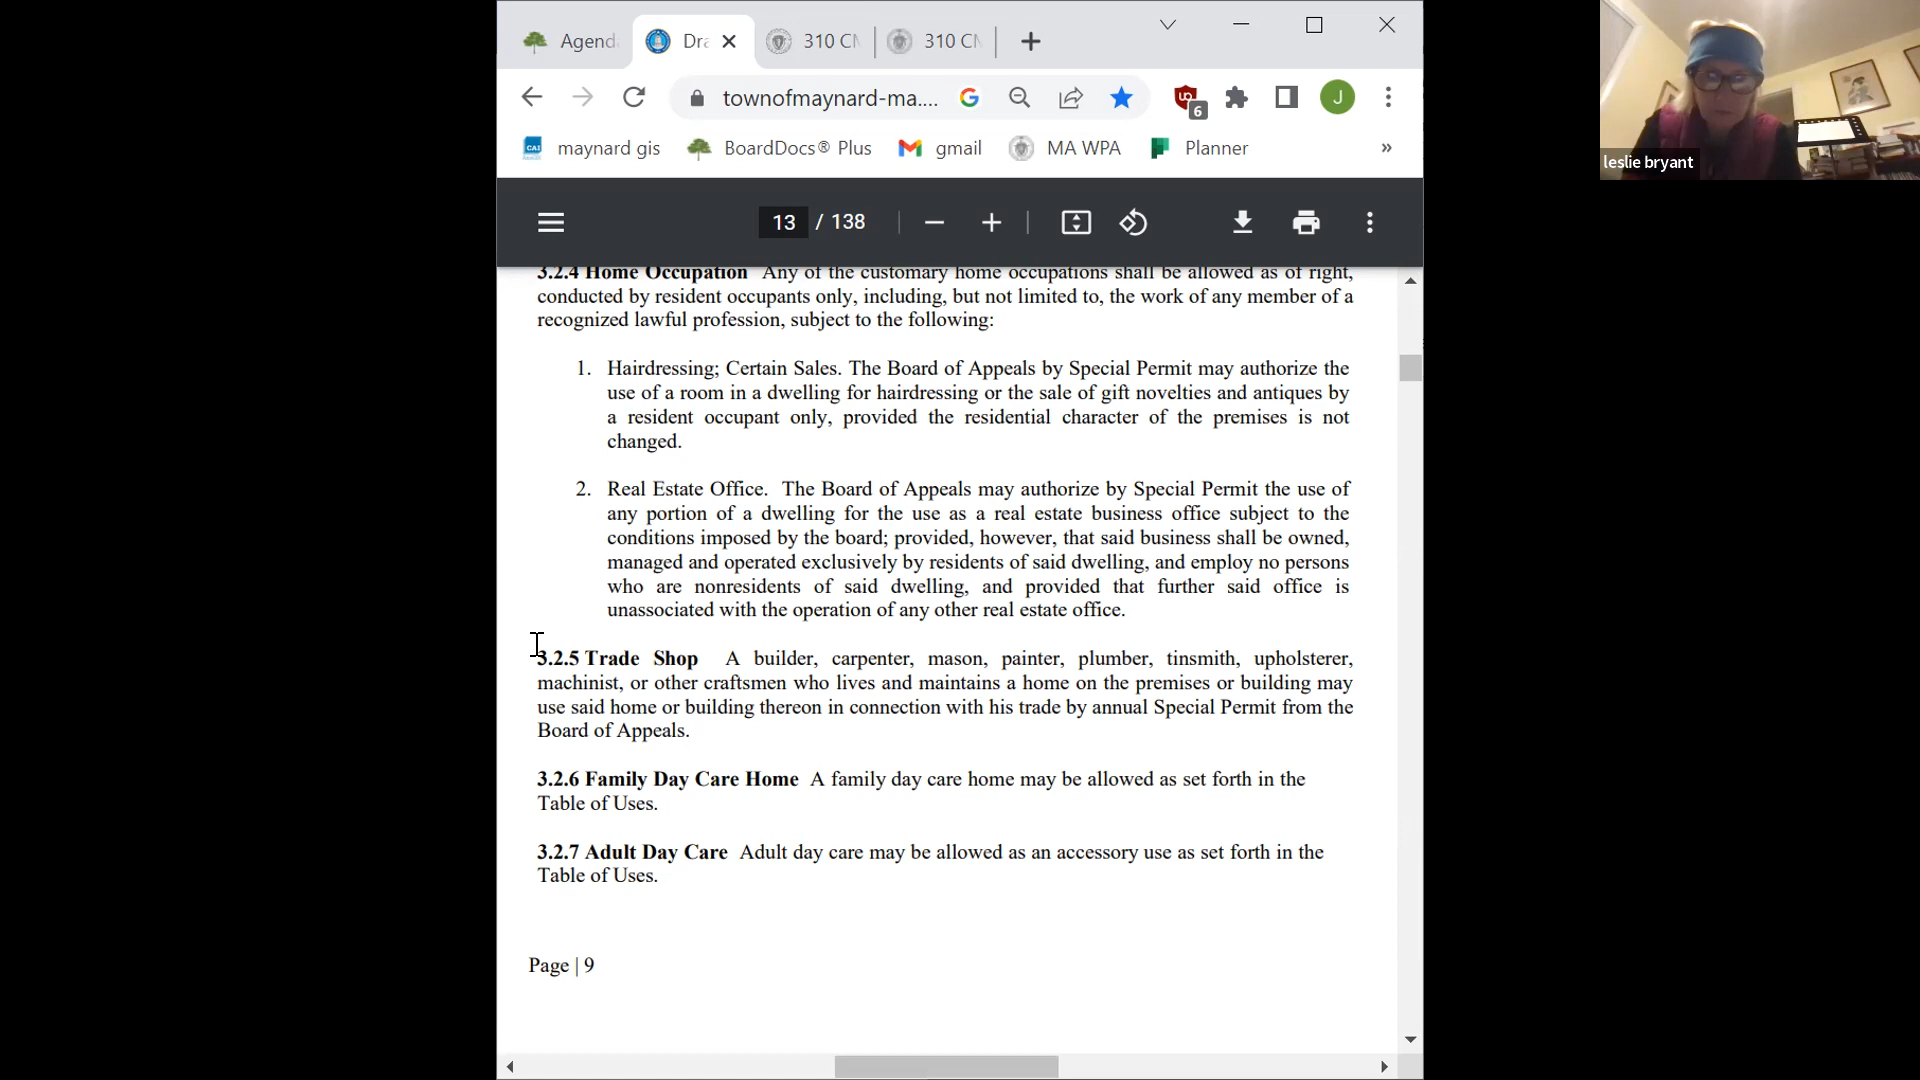 Agend
Dra
310 CM
310 CM
townofmaynard-ma....
6
J
CAI
maynard gis
BoardDocs® Plus
gmail
MA WPA
Planner
»
13 / 138
3.2.4 Home Occupation Any of the customary home occupations shall be allowed as of right,
conducted by resident occupants only, including, but not limited to, the work of any member of a
recognized lawful profession, subject to the following:
1. Hairdressing; Certain Sales. The Board of Appeals by Special Permit may authorize the
use of a room in a dwelling for hairdressing or the sale of gift novelties and antiques by
a resident occupant only, provided the residential character of the premises is not
changed.
2. Real Estate Office. The Board of Appeals may authorize by Special Permit the use of
any portion of a dwelling for the use as a real estate business office subject to the
conditions imposed by the board; provided, however, that said business shall be owned,
managed and operated exclusively by residents of said dwelling, and employ no persons
who are nonresidents of said dwelling, and provided that further said office is
unassociated with the operation of any other real estate office.
3.2.5 Trade Shop A builder, carpenter, mason, painter, plumber, tinsmith, upholsterer,
machinist, or other craftsmen who lives and maintains a home on the premises or building may
use said home or building thereon in connection with his trade by annual Special Permit from the
Board of Appeals.
3.2.6 Family Day Care Home A family day care home may be allowed as set forth in the
Table of Uses.
3.2.7 Adult Day Care Adult day care may be allowed as an accessory use as set forth in the
Table of Uses.
Page | 9
leslie bryant